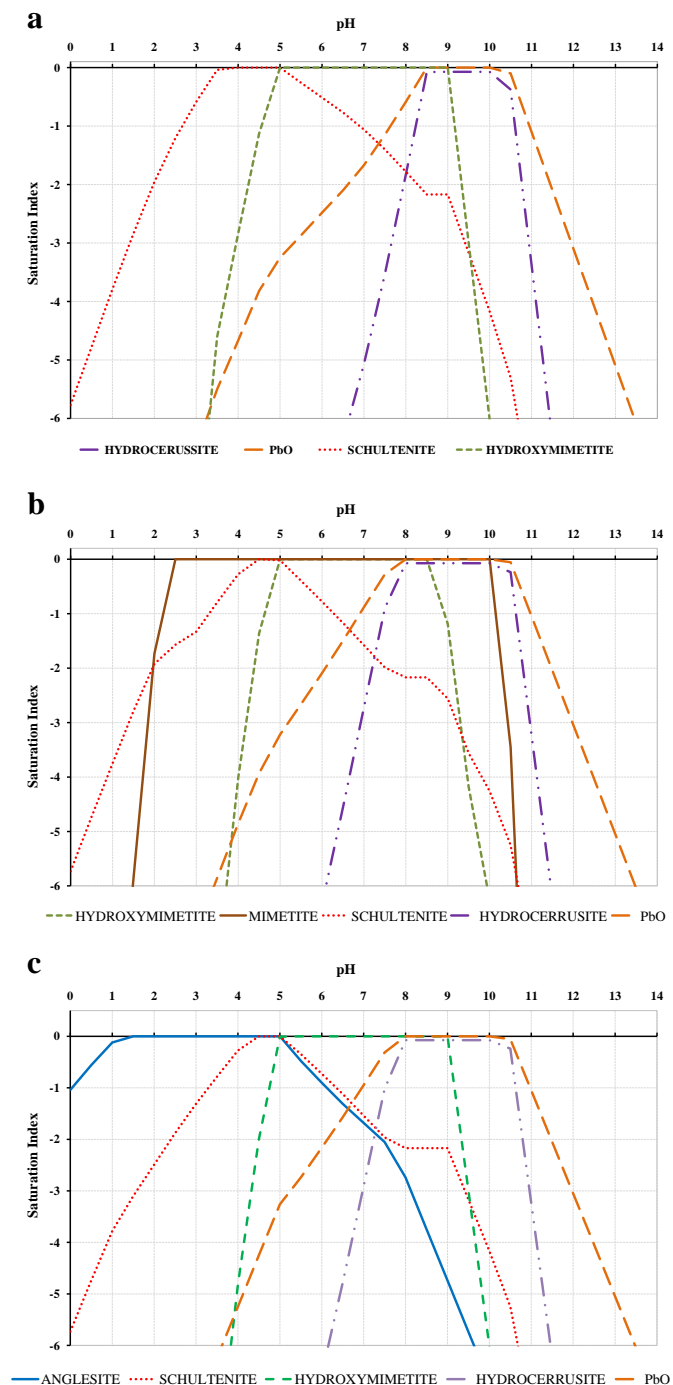 a
pH
0 1 2 3 4 5 6 7 8 9 10 11 12 13 14
0
-1
-2
-3
-4
-5
-6
Saturation Index
HYDROCERUSSITE PbO SCHULTENITE HYDROXYMIMETITE
b
pH
0 1 2 3 4 5 6 7 8 9 10 11 12 13 14
0
-1
-2
-3
-4
-5
-6
Saturation Index
HYDROXYMIMETITE MIMETITE SCHULTENITE HYDROCERRUSITE PbO
c
pH
0 1 2 3 4 5 6 7 8 9 10 11 12 13 14
0
-1
-2
-3
-4
-5
-6
Saturation Index
ANGLESITE SCHULTENITE HYDROXYMIMETITE HYDROCERRUSITE PbO